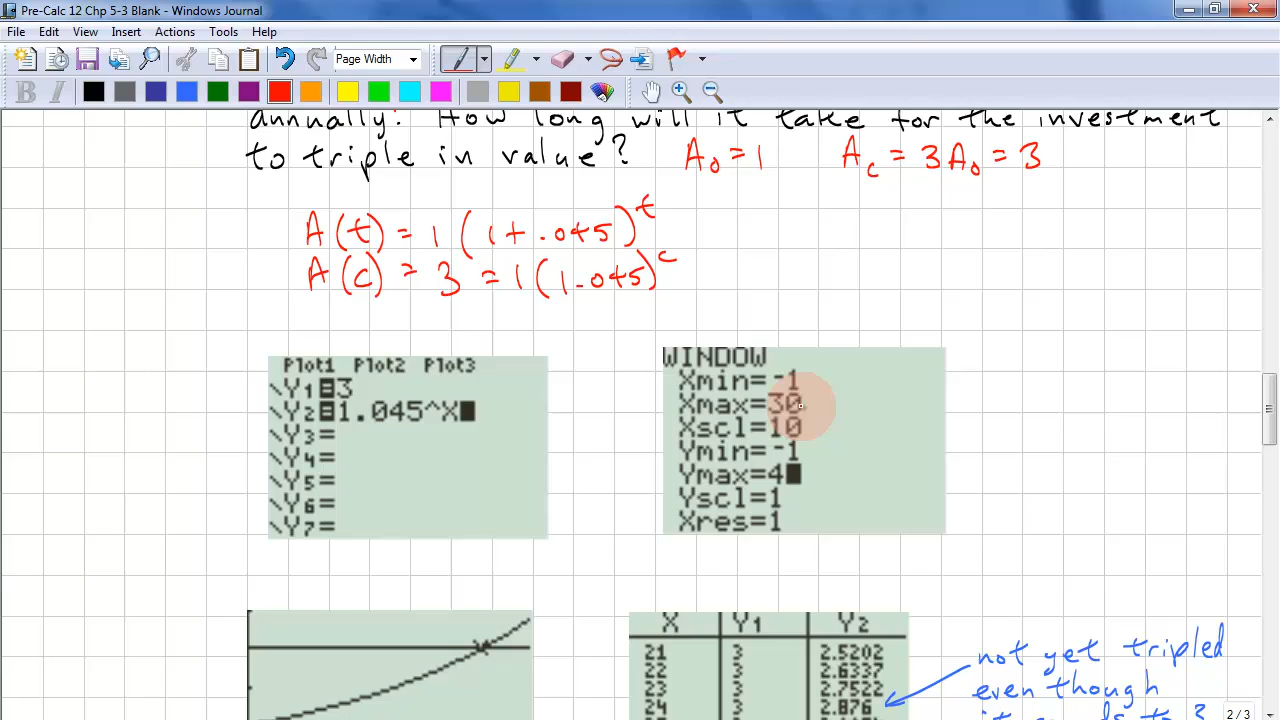 Pre-Calc 12 Chp 5-3 Blank - Windows Journal
File Edit View Insert Actions Tools Help
Page Width
B I
annually. How long will it take for the investment
to triple in value? A₀ = 1 A_c = 3A₀ = 3
A(t) = 1(1+.045)^t
A(c) = 3 = 1(1.045)^c
Plot1 Plot2 Plot3
\Y₁=3
\Y₂=1.045^X
\Y₃=
\Y₄=
\Y₅=
\Y₆=
\Y₇=
WINDOW
Xmin=-1
Xmax=30
Xscl=10
Ymin=-1
Ymax=4
Yscl=1
Xres=1
X Y₁ Y₂
21 3 2.5202
22 3 2.6337
23 3 2.7522
24 3 2.876
not yet tripled
even though
2/3